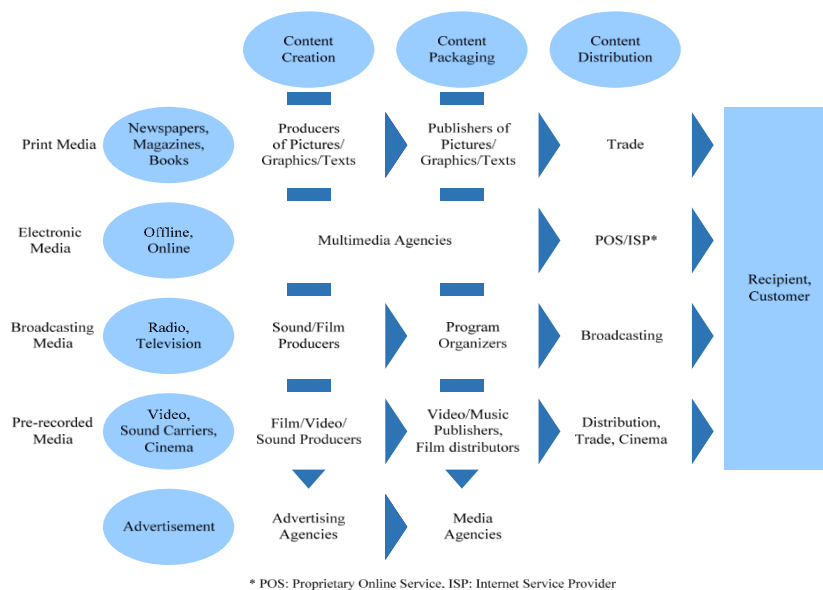 Content
Creation
Content
Packaging
Content
Distribution
Print Media
Newspapers,
Magazines,
Books
Producers
of Pictures/
Graphics/Texts
Publishers of
Pictures/
Graphics/Texts
Trade
Electronic
Media
Offline,
Online
Multimedia Agencies
POS/ISP*
Recipient,
Customer
Broadcasting
Media
Radio,
Television
Sound/Film
Producers
Program
Organizers
Broadcasting
Pre-recorded
Media
Video,
Sound Carriers,
Cinema
Film/Video/
Sound Producers
Video/Music
Publishers,
Film distributors
Distribution,
Trade, Cinema
Advertisement
Advertising
Agencies
Media
Agencies
* POS: Proprietary Online Service, ISP: Internet Service Provider